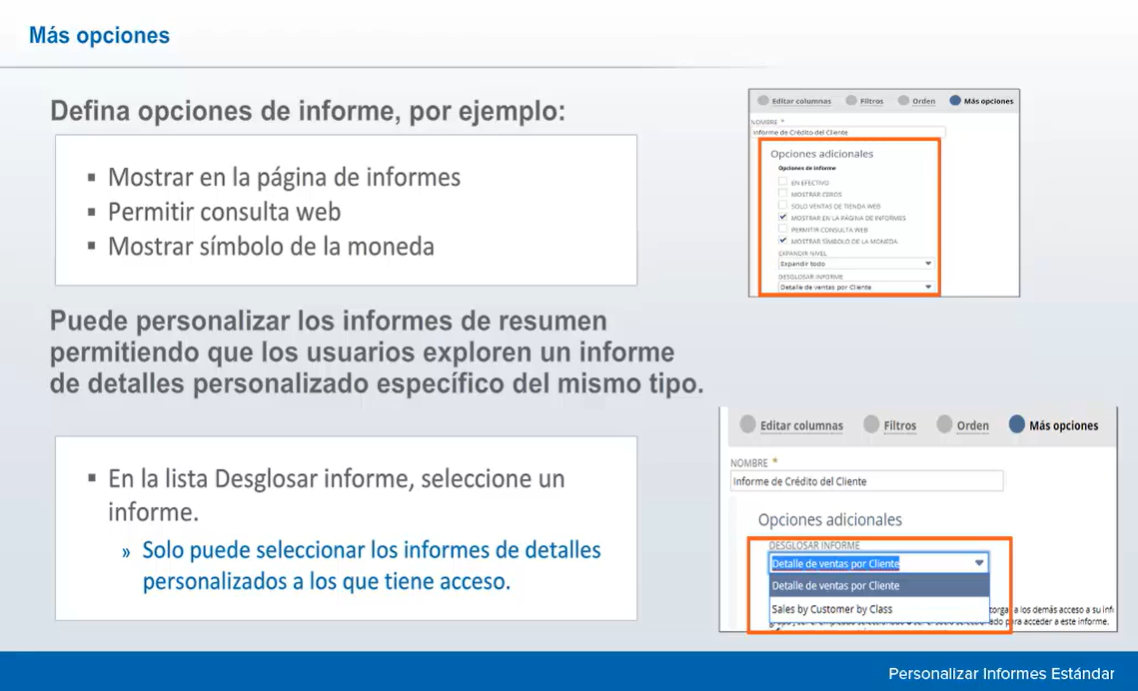 Más opciones
Defina opciones de informe, por ejemplo:
▪ Mostrar en la página de informes
▪ Permitir consulta web
▪ Mostrar símbolo de la moneda
Editar columnas Filtros Orden Más opciones
NOMBRE *
Informe de Crédito del Cliente
Opciones adicionales
Opciones de informe
EN EFECTIVO
MOSTRAR CEROS
SOLO VENTAS DE TIENDA WEB
MOSTRAR EN LA PÁGINA DE INFORMES
PERMITIR CONSULTA WEB
MOSTRAR SÍMBOLO DE LA MONEDA
EXPANDIR NIVEL
Expandir todo
DESGLOSAR INFORME
Detalle de ventas por Cliente
Puede personalizar los informes de resumen
permitiendo que los usuarios exploren un informe
de detalles personalizado específico del mismo tipo.
▪ En la lista Desglosar informe, seleccione un
informe.
» Solo puede seleccionar los informes de detalles
personalizados a los que tiene acceso.
Editar columnas Filtros Orden Más opciones
NOMBRE *
Informe de Crédito del Cliente
Opciones adicionales
DESGLOSAR INFORME
Detalle de ventas por Cliente
Detalle de ventas por Cliente
Sales by Customer by Class
a los demás acceso a su
para acceder a este informe.
Personalizar Informes Estándar